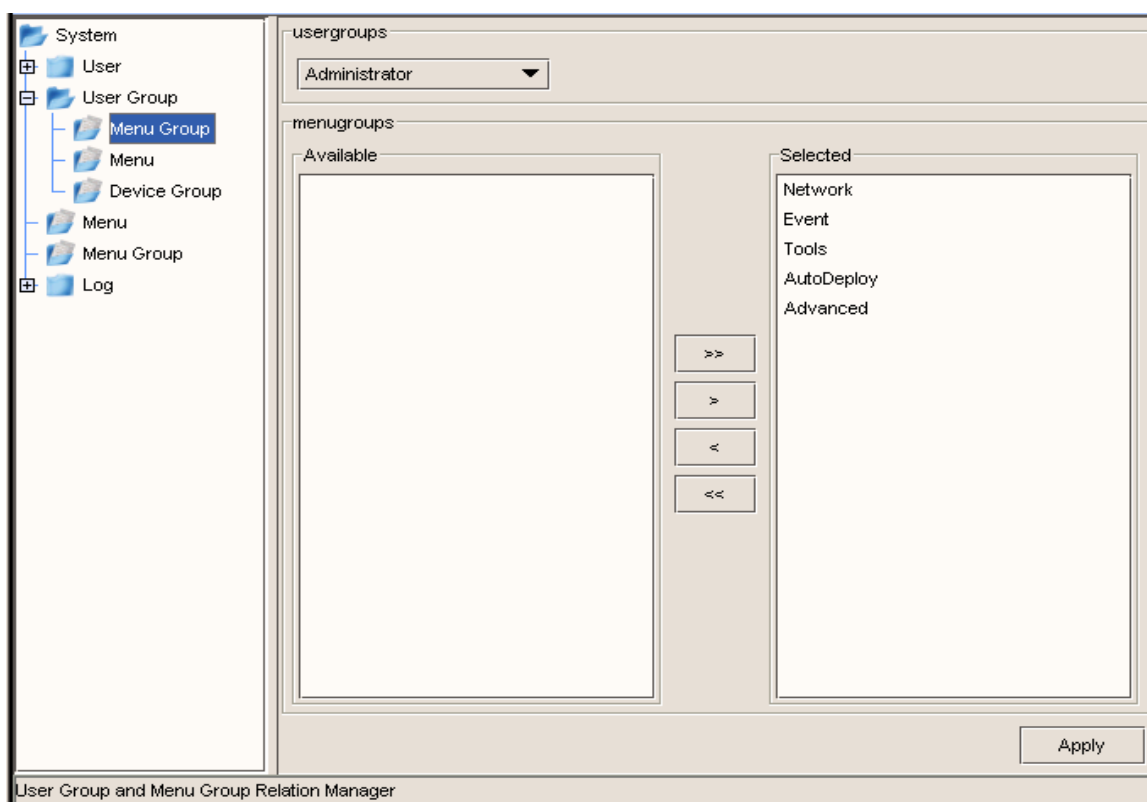 System
User
User Group
Menu Group
Menu
Device Group
Menu
Menu Group
Log
usergroups
Administrator
menugroups
Available
>>
>
<
<<
Selected
Network
Event
Tools
AutoDeploy
Advanced
Apply
User Group and Menu Group Relation Manager